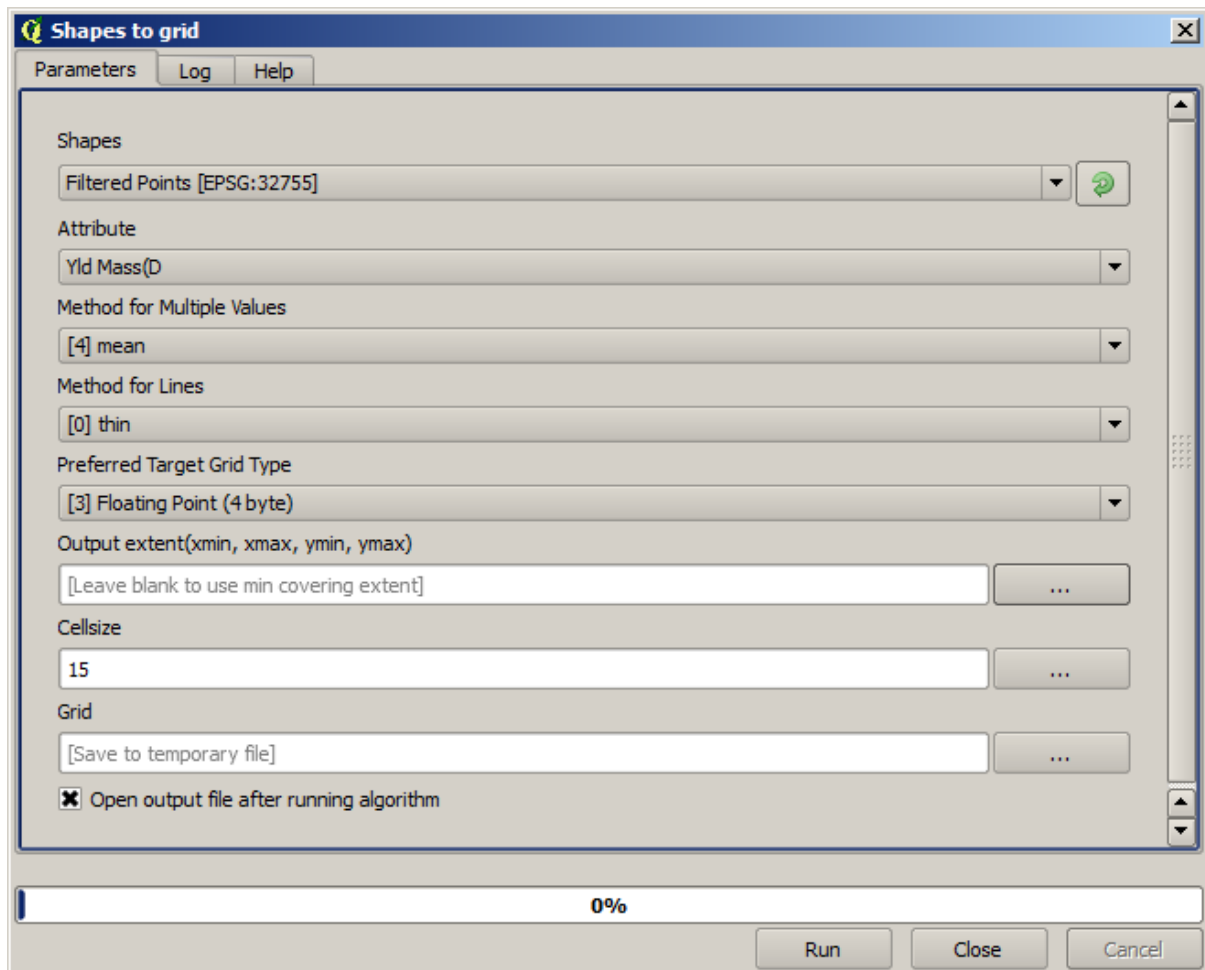 Shapes to grid
Parameters Log Help
Shapes
Filtered Points [EPSG:32755]
Attribute
Yld Mass(D
Method for Multiple Values
[4] mean
Method for Lines
[0] thin
Preferred Target Grid Type
[3] Floating Point (4 byte)
Output extent(xmin, xmax, ymin, ymax)
[Leave blank to use min covering extent]
...
Cellsize
15
...
Grid
[Save to temporary file]
...
Open output file after running algorithm
0%
Run Close Cancel